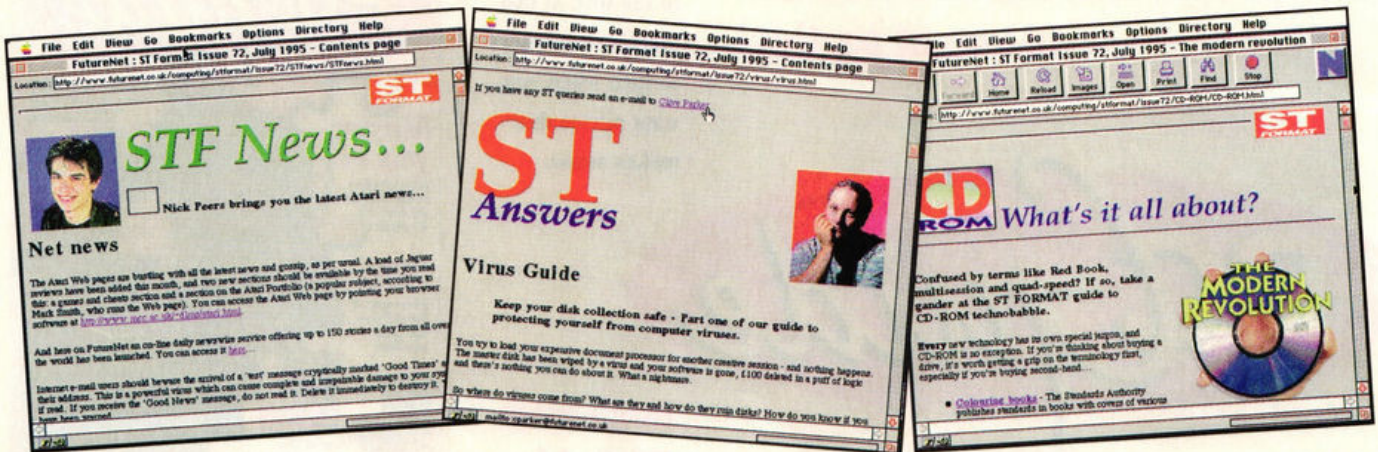 File Edit View Go Bookmarks Options Directory Help
FutureNet : ST Format Issue 72, July 1995 - Contents page
Location: http://www.futurenet.co.uk/computing/stformat/issue72/STfnews/STfnews.html
ST
FORMAT
STF News...
Nick Peers brings you the latest Atari news...
Net news
The Atari Web pages are bustling with all the latest news and gossip, as per usual. A load of Jaguar
reviews have been added this month, and two new sections should be available by the time you read
this: a games and cheats section and a section on the Atari Portfolio (a popular subject, according to
Mark Smith, who runs the Web page). You can access the Atari Web page by pointing your browser
software at
And here on FutureNet an on-line daily newswire service offering up to 150 stories a day from all over
the world has been launched. You can access it here...
Internet e-mail users should beware the arrival of a 'test' message cryptically marked 'Good Times' a
their address. This is a powerful virus which can cause complete and irreparable damage to your sys
if read. If you receive the 'Good News' message, do not read it. Delete it immediately to destroy it. Y
have been warned.
File Edit View Go Bookmarks Options Directory Help
FutureNet : ST Format Issue 72, July 1995 - Contents page
Location: http://www.futurenet.co.uk/computing/stformat/issue72/virus/virus.html
If you have any ST queries send an e-mail to Clive Parker
ST
Answers
Virus Guide
Keep your disk collection safe - Part one of our guide to
protecting yourself from computer viruses.
You try to load your expensive document processor for another creative session - and nothing happens.
The master disk has been wiped by a virus and your software is gone, £100 deleted in a puff of logic
and there's nothing you can do about it. What a nightmare.
So where do viruses come from? What are they and how do they ruin disks? How do you know if you
mailto:cparker@futurenet.co.uk
File Edit View Go Bookmarks Options Directory Help
FutureNet : ST Format Issue 72, July 1995 - The modern revolution
Forward Home Reload Images Open Print Find Stop
N
http://www.futurenet.co.uk/computing/stformat/issue72/CD-ROM/CD-ROM.html
ST
FORMAT
CD
ROM
What's it all about?
Confused by terms like Red Book,
multisession and quad-speed? If so, take a
gander at the ST FORMAT guide to
CD-ROM technobabble.
Every new technology has its own special jargon, and
CD-ROM is no exception. If you're thinking about buying a
drive, it's worth getting a grip on the terminology first,
especially if you're buying second-hand...
• Colouring books - The Standards Authority
publishes standards in books with covers of various
THE
MODERN
REVOLUTION